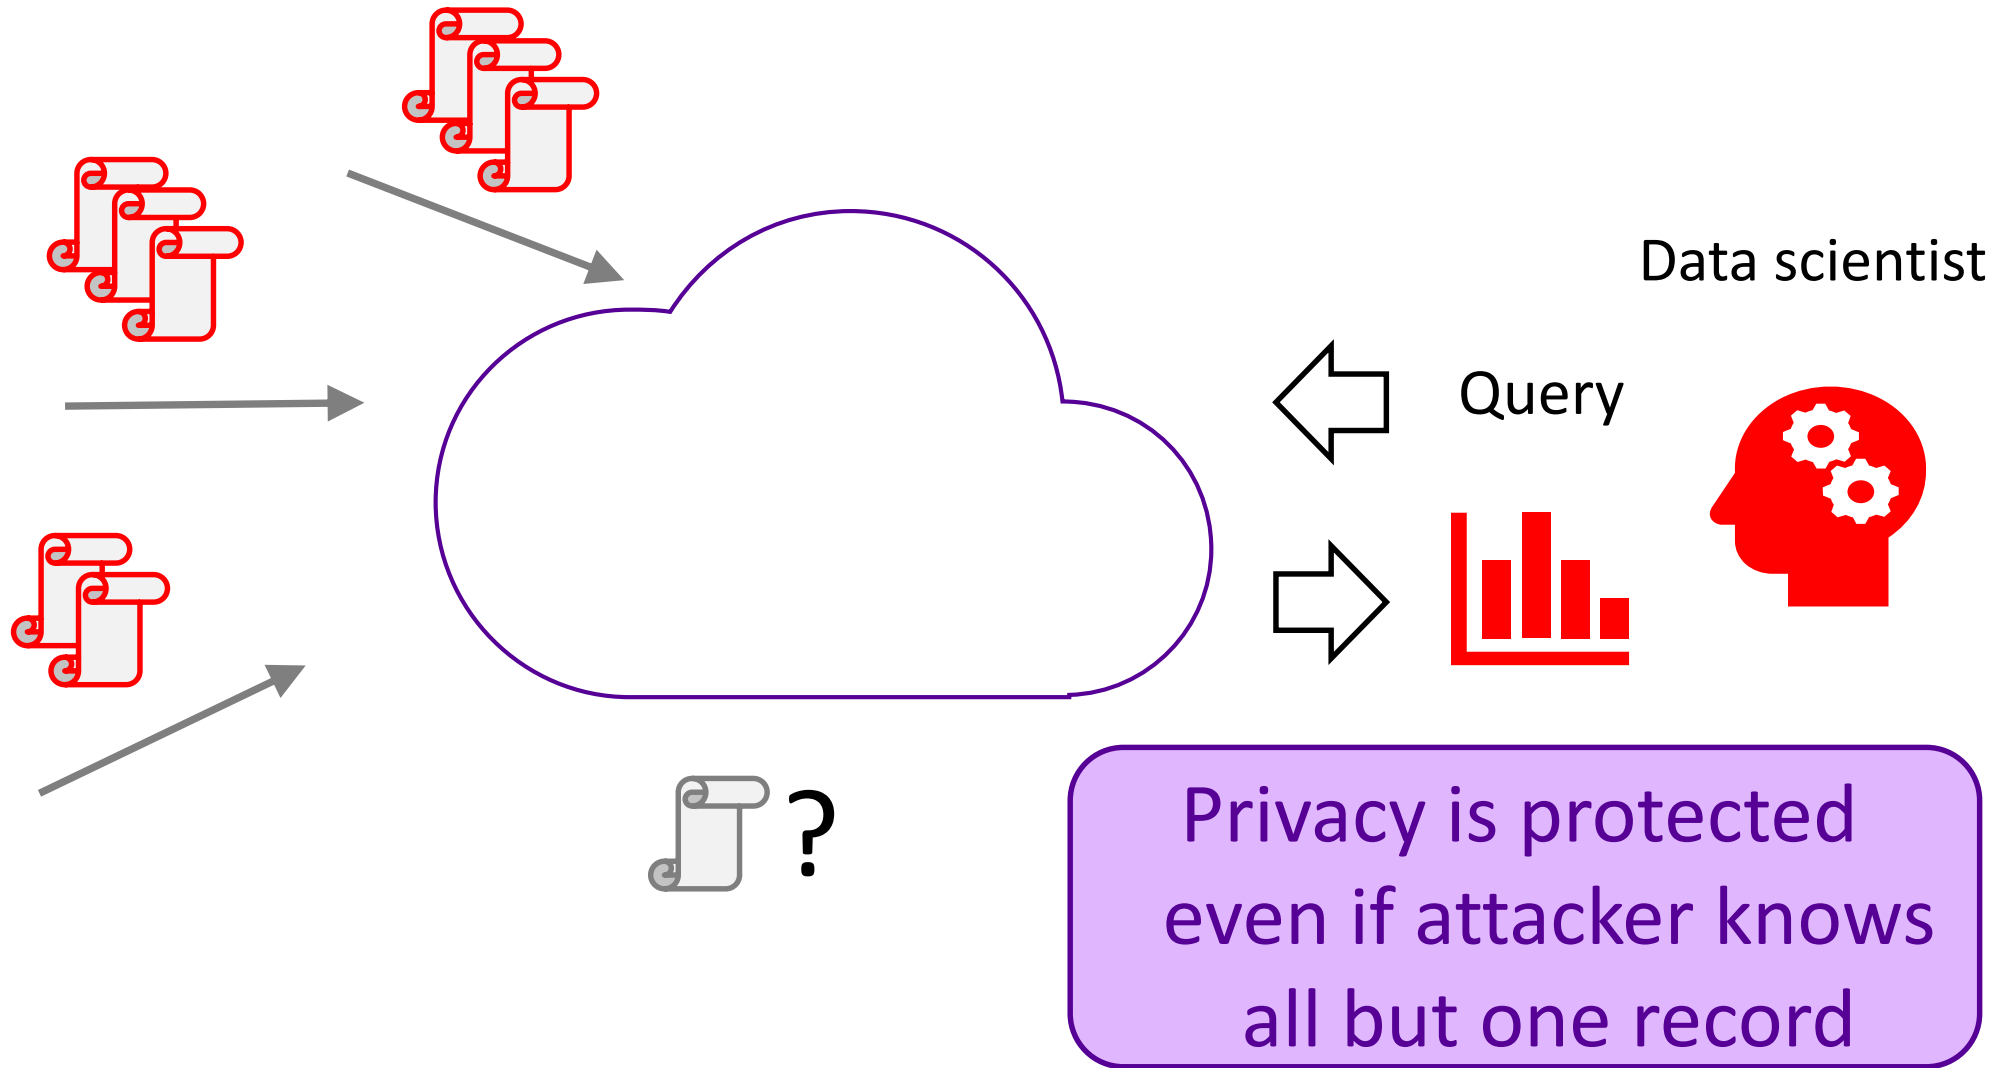 Data scientist
Query
?
Privacy is protected
even if attacker knows
all but one record